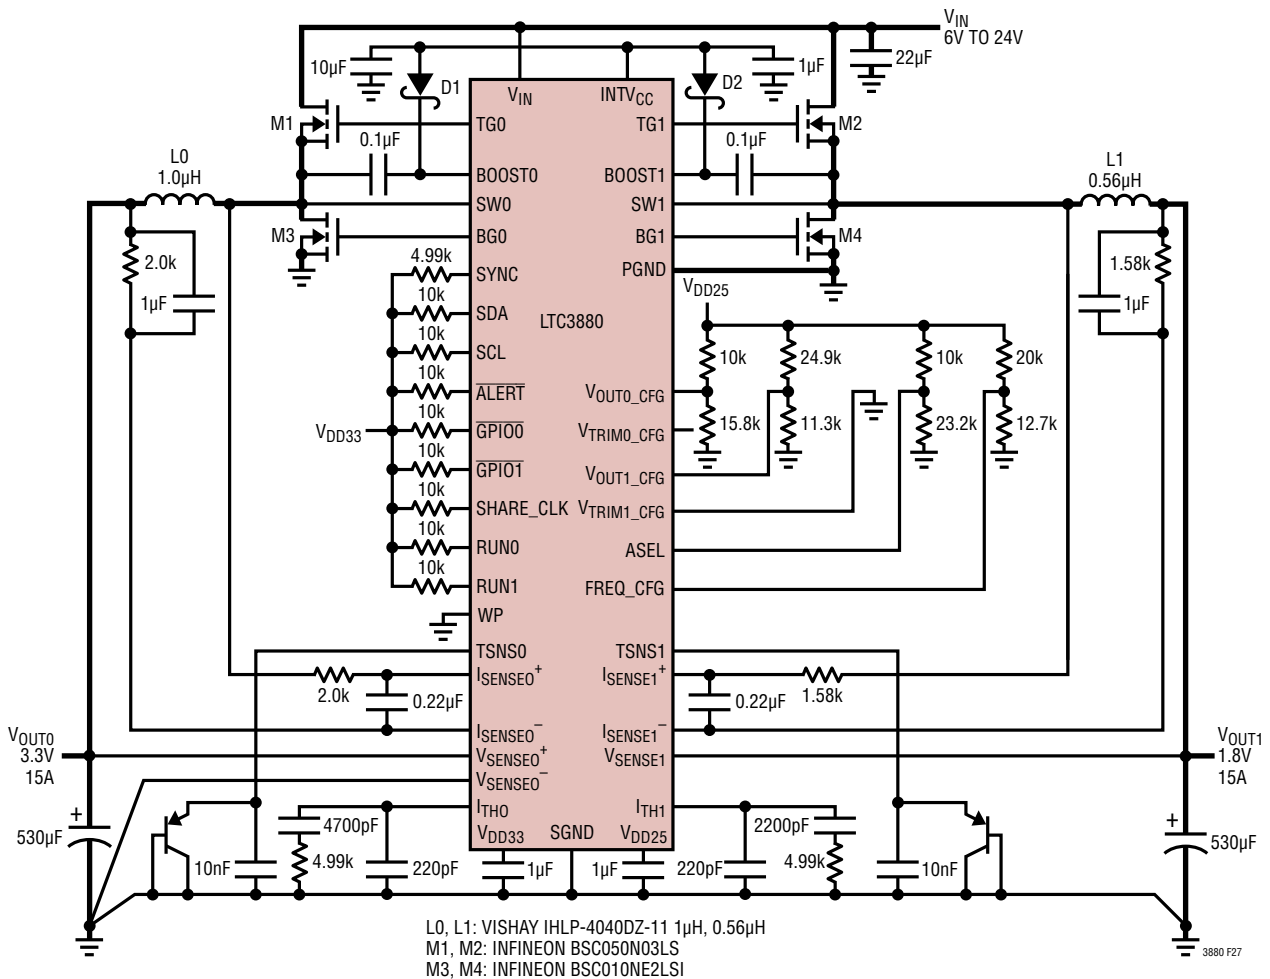 VIN
6V TO 24V
10µF
D1
D2
1µF
22µF
VIN
INTVCC
M1
TG0
TG1
M2
0.1µF
0.1µF
L0
1.0µH
BOOST0
BOOST1
L1
0.56µH
SW0
SW1
M3
BG0
BG1
M4
2.0k
1µF
4.99k
SYNC
PGND
1.58k
1µF
VDD25
10k
SDA
LTC3880
10k
SCL
10k
24.9k
10k
20k
10k
ALERT
VOUT0_CFG
10k
VDD33
GPIO0
VTRIM0_CFG
15.8k
11.3k
23.2k
12.7k
10k
GPIO1
VOUT1_CFG
10k
SHARE_CLK
VTRIM1_CFG
10k
RUN0
ASEL
10k
RUN1
FREQ_CFG
WP
TSNS0
TSNS1
2.0k
ISENSE0+
ISENSE1+
1.58k
0.22µF
0.22µF
VOUT0
3.3V
15A
ISENSE0−
ISENSE1−
VOUT1
1.8V
15A
VSENSE0+
VSENSE1
VSENSE0−
+
530µF
ITH0
ITH1
+
530µF
4700pF
VDD33
SGND
VDD25
2200pF
10nF
4.99k
220pF
1µF
1µF
220pF
4.99k
10nF
L0, L1: VISHAY IHLP-4040DZ-11 1µH, 0.56µH
M1, M2: INFINEON BSC050N03LS
M3, M4: INFINEON BSC010NE2LSI
3880 F27